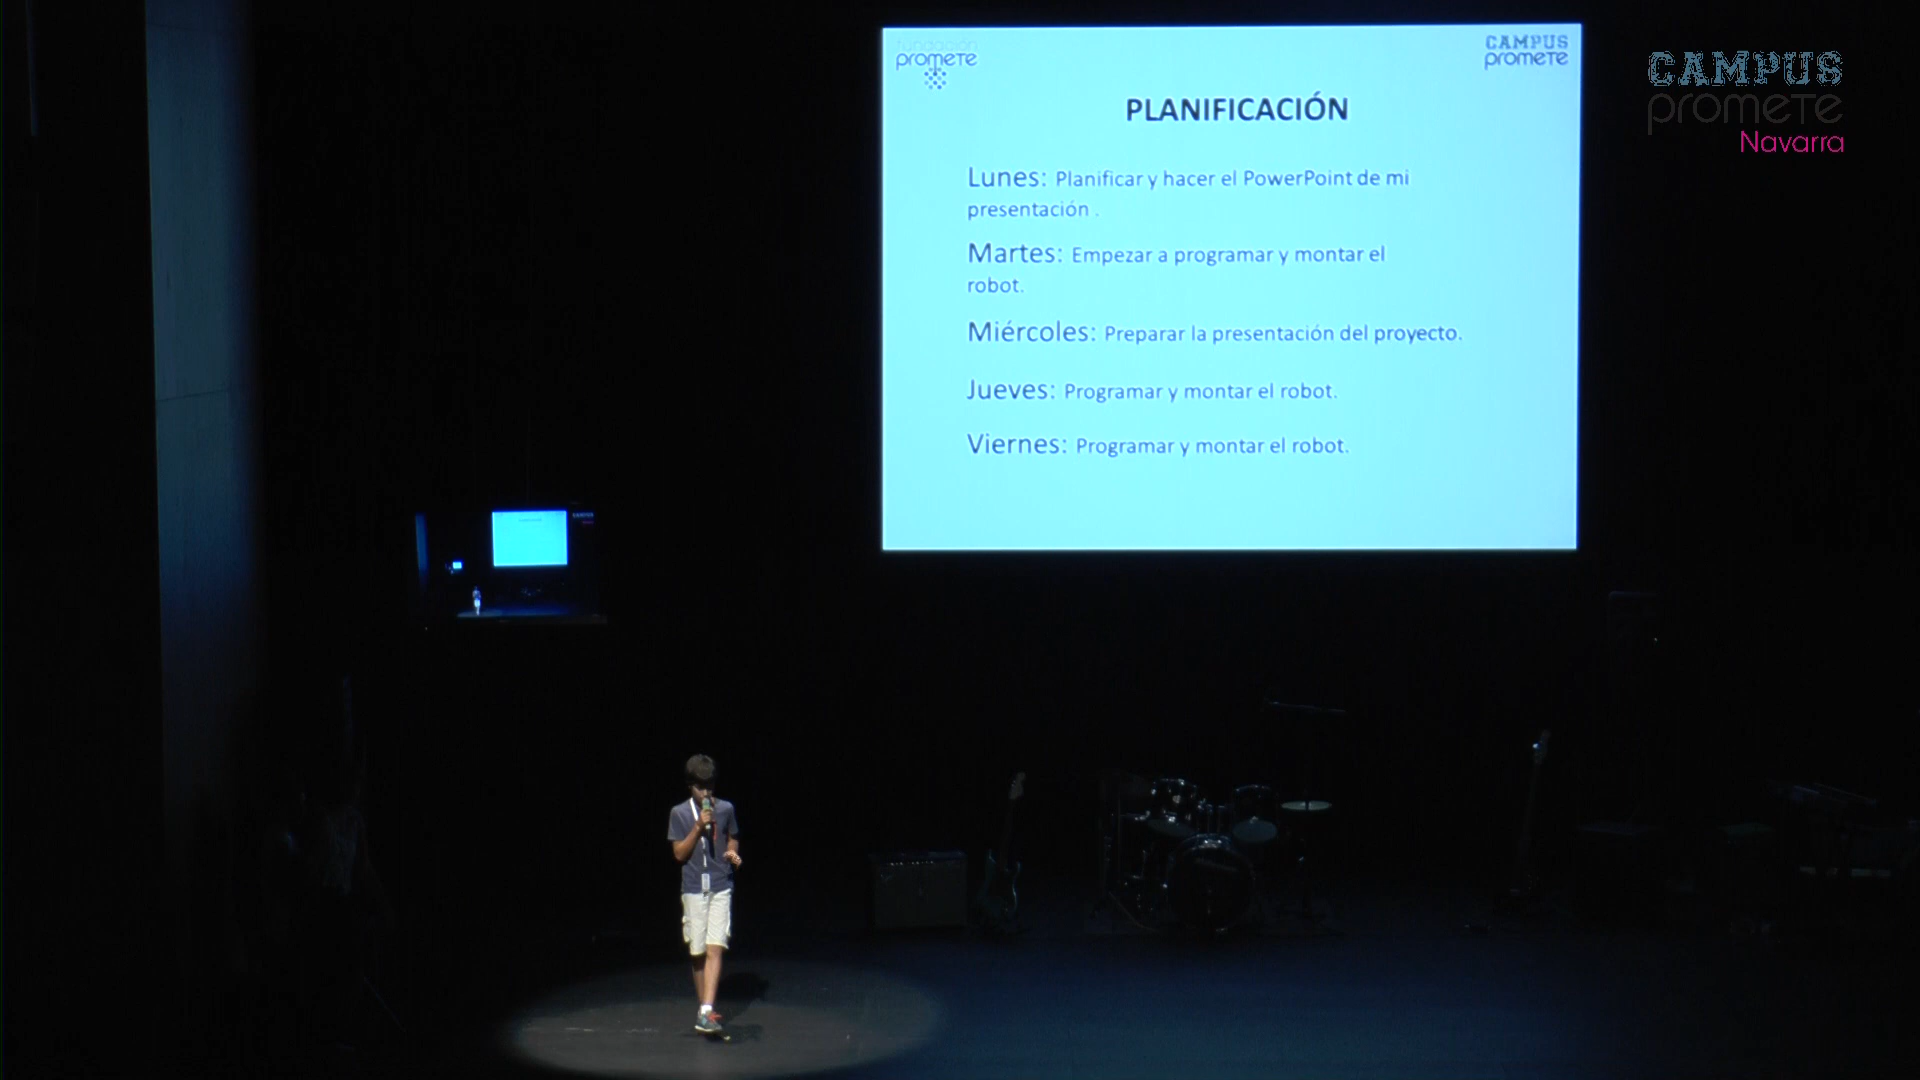 fundación
promete
CAMPUS
promete
PLANIFICACIÓN
Lunes: Planificar y hacer el PowerPoint de mi
presentación .
Martes: Empezar a programar y montar el
robot.
Miércoles: Preparar la presentación del proyecto.
Jueves: Programar y montar el robot.
Viernes: Programar y montar el robot.
CAMPUS
promete
Navarra